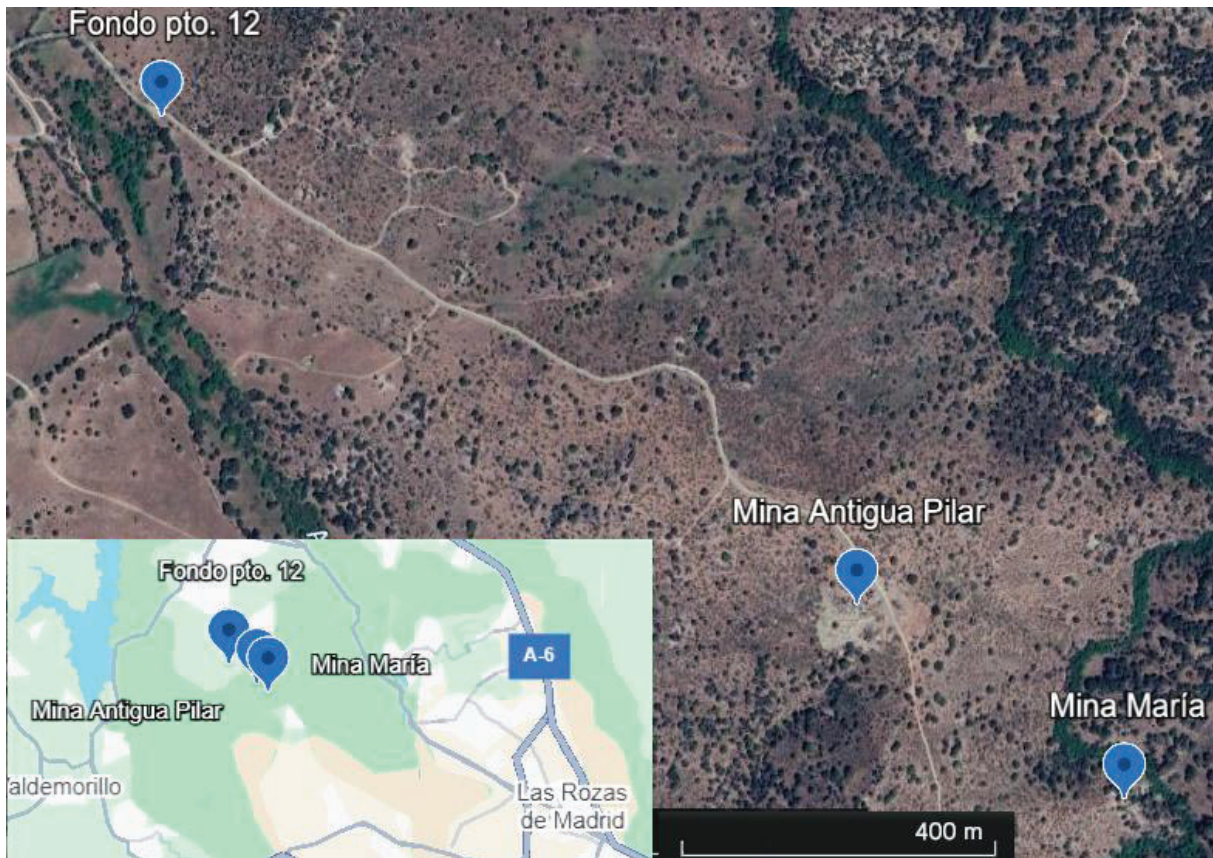 Fondo pto. 12
Mina Antigua Pilar
Mina María
400 m
Fondo pto. 12
A-6
Mina María
Mina Antigua Pilar
Valdemorillo
Las Rozas
de Madrid